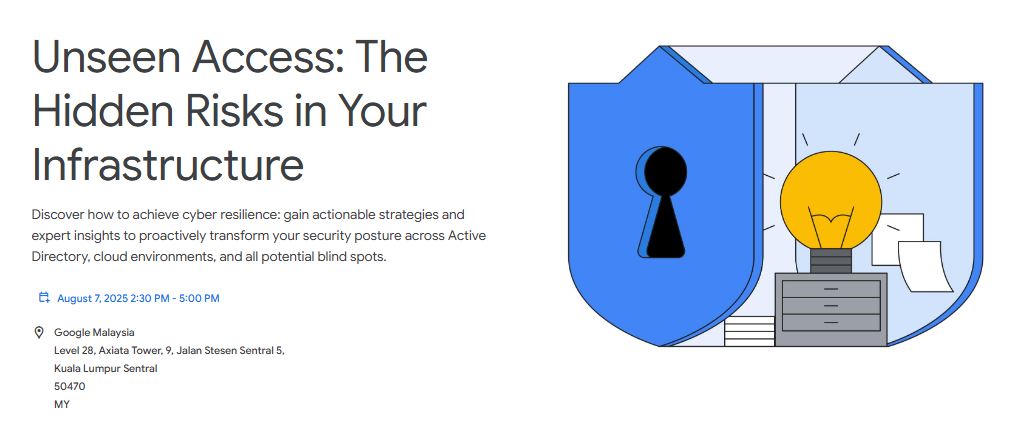 Unseen Access: The
Hidden Risks in Your
Infrastructure
Discover how to achieve cyber resilience: gain actionable strategies and
expert insights to proactively transform your security posture across Active
Directory, cloud environments, and all potential blind spots.
August 7, 2025 2:30 PM - 5:00 PM
Google Malaysia
Level 28, Axiata Tower, 9, Jalan Stesen Sentral 5,
Kuala Lumpur Sentral
50470
MY